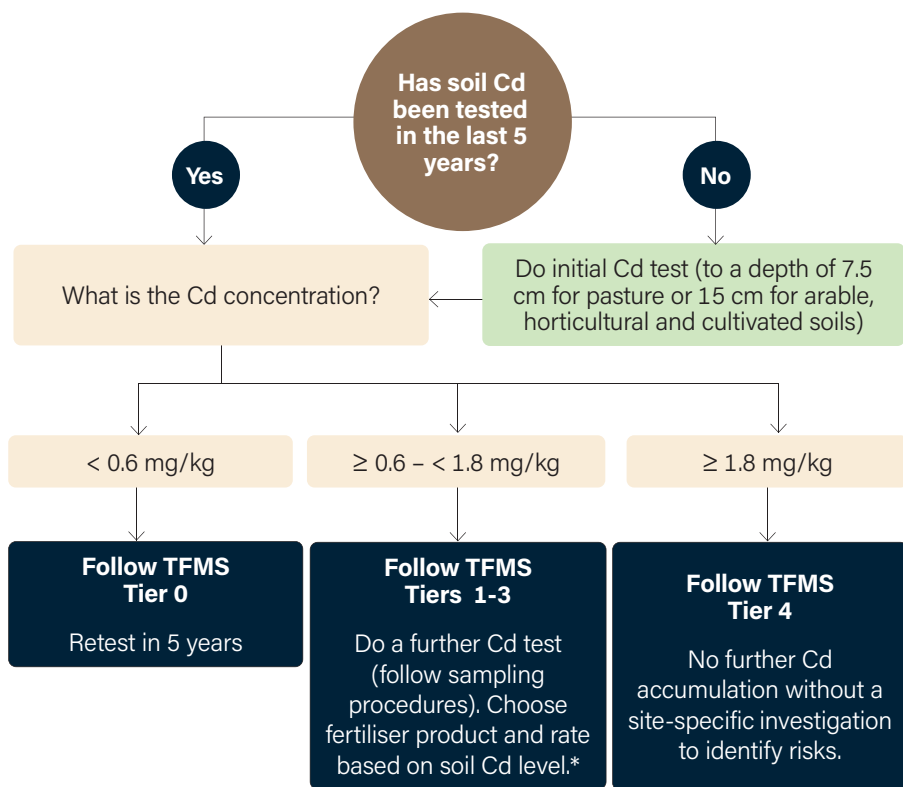 Has soil Cd
been tested
in the last 5
years?
Yes
No
What is the Cd concentration?
Do initial Cd test (to a depth of 7.5
cm for pasture or 15 cm for arable,
horticultural and cultivated soils)
< 0.6 mg/kg
≥ 0.6 – < 1.8 mg/kg
≥ 1.8 mg/kg
Follow TFMS
Tier 0
Retest in 5 years
Follow TFMS
Tiers 1-3
Do a further Cd test
(follow sampling
procedures). Choose
fertiliser product and rate
based on soil Cd level.*
Follow TFMS
Tier 4
No further Cd
accumulation without a
site-specific investigation
to identify risks.